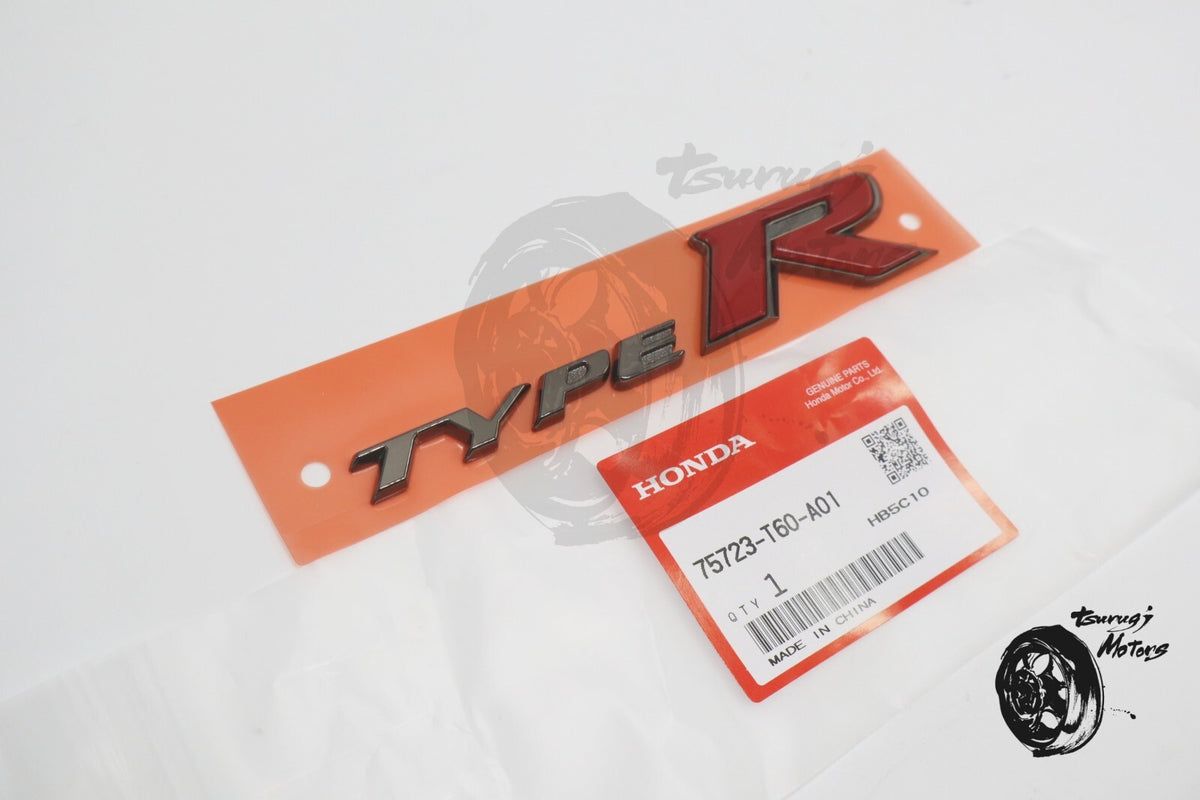 tsurugi
Motors
TYPE R
GENUINE PARTS
Honda Motor Co., Ltd.
HONDA
75723-T60-A01
HB5C10
QTY 1
MADE IN CHINA
tsurugi
Motors